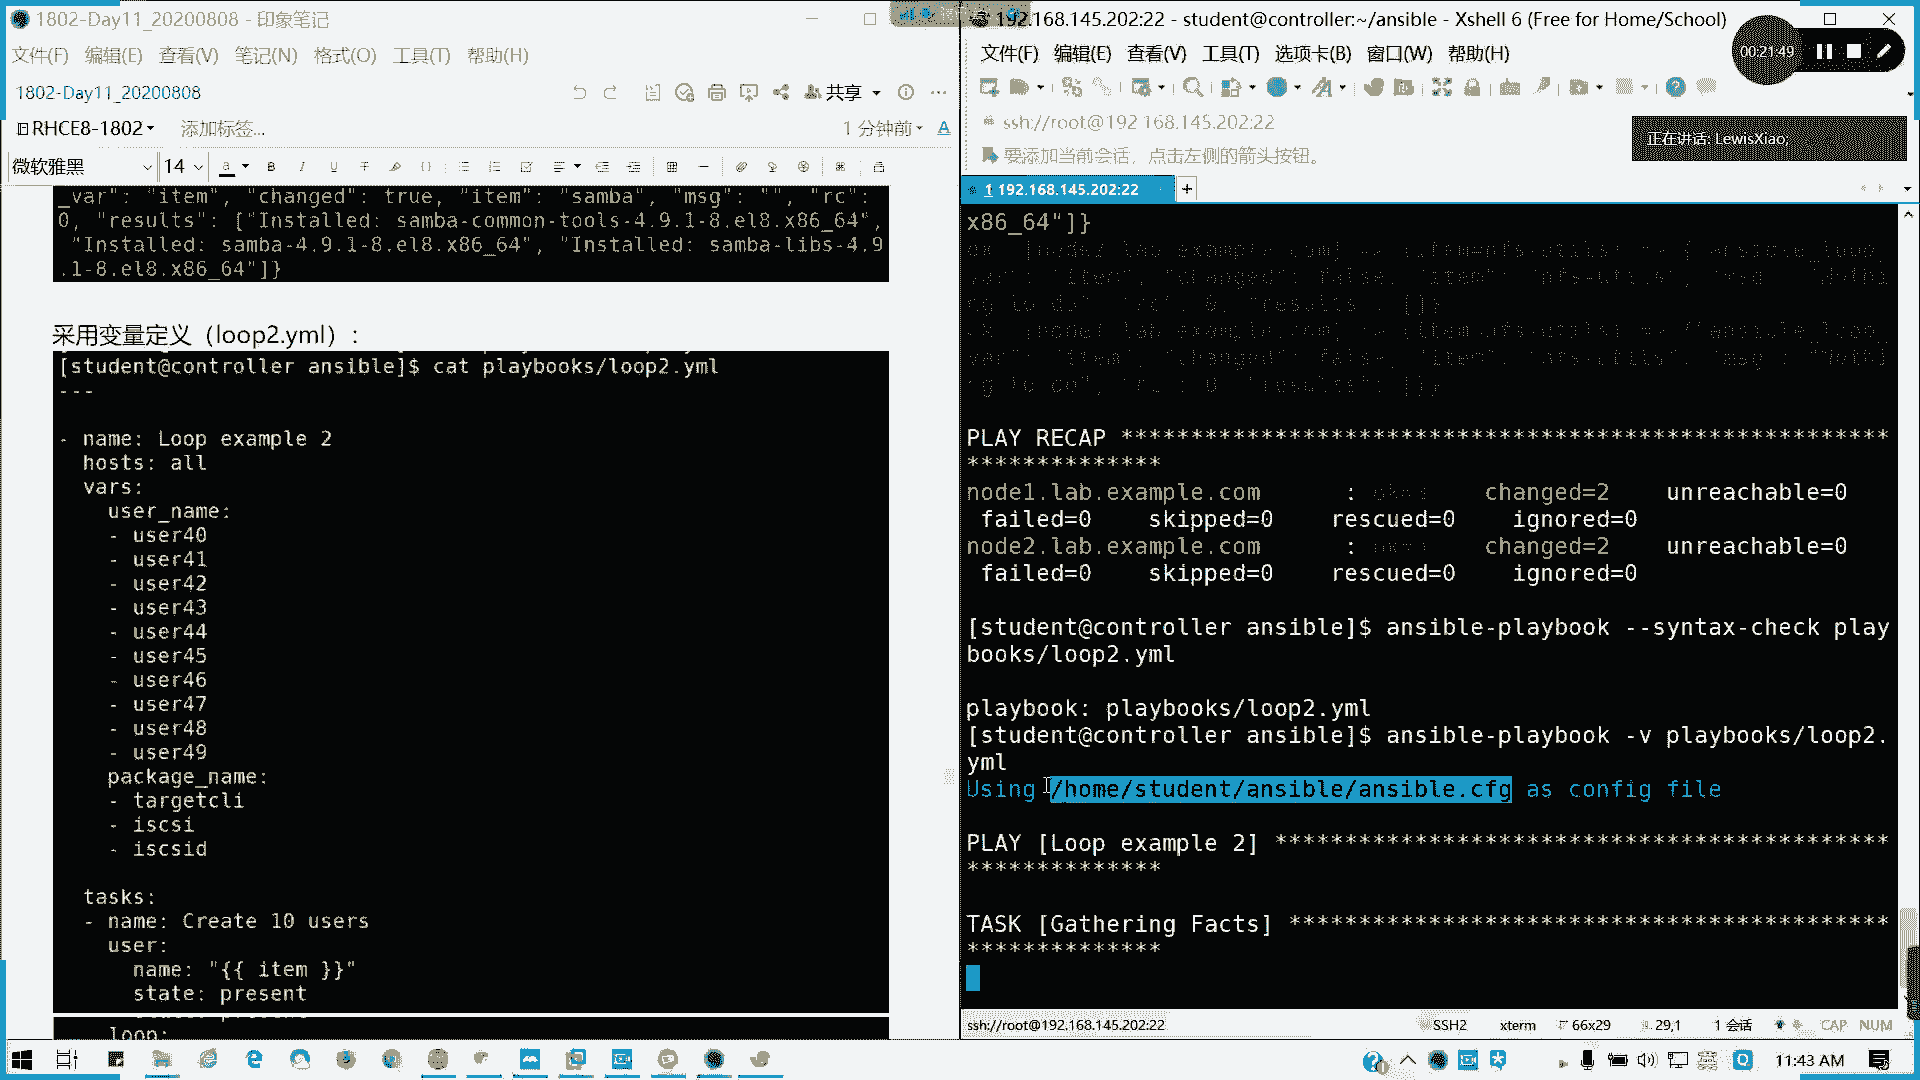 1802-Day11_20200808 - 印象笔记
文件(F) 编辑(E) 查看(V) 笔记(N) 格式(O) 工具(T) 帮助(H)
1802-Day11_20200808
共享
RHCE8-1802
添加标签...
1 分钟前
微软雅黑
14
_var": "item", "changed": true, "item": "samba", "msg": "", "rc":
0, "results": ["Installed: samba-common-tools-4.9.1-8.el8.x86_64",
"Installed: samba-4.9.1-8.el8.x86_64", "Installed: samba-libs-4.9
.1-8.el8.x86_64"]}
采用变量定义（loop2.yml）：
[student@controller ansible]$ cat playbooks/loop2.yml
---
- name: Loop example 2
hosts: all
vars:
user_name:
- user40
- user41
- user42
- user43
- user44
- user45
- user46
- user47
- user48
- user49
package_name:
- targetcli
- iscsi
- iscsid
tasks:
- name: Create 10 users
user:
name: "{{ item }}"
state: present
loop:
192.168.145.202:22 - student@controller:~/ansible - Xshell 6 (Free for Home/School)
文件(F) 编辑(E) 查看(V) 工具(T) 选项卡(B) 窗口(W) 帮助(H)
00:21:49
ssh://root@192.168.145.202:22
正在讲话: LewisXiao;
要添加当前会话，点击左侧的箭头按钮。
1 192.168.145.202:22
x86_64"]}
PLAY RECAP *******************************************************
**************
node1.lab.example.com : changed=2 unreachable=0
failed=0 skipped=0 rescued=0 ignored=0
node2.lab.example.com : changed=2 unreachable=0
failed=0 skipped=0 rescued=0 ignored=0
[student@controller ansible]$ ansible-playbook --syntax-check play
books/loop2.yml
playbook: playbooks/loop2.yml
[student@controller ansible]$ ansible-playbook -v playbooks/loop2.
yml
Using /home/student/ansible/ansible.cfg as config file
PLAY [Loop example 2] ********************************************
**************
TASK [Gathering Facts] *******************************************
**************
ssh://root@192.168.145.202:22
SSH2
xterm
66x29
29,1
1 会话
CAP NUM
11:43 AM